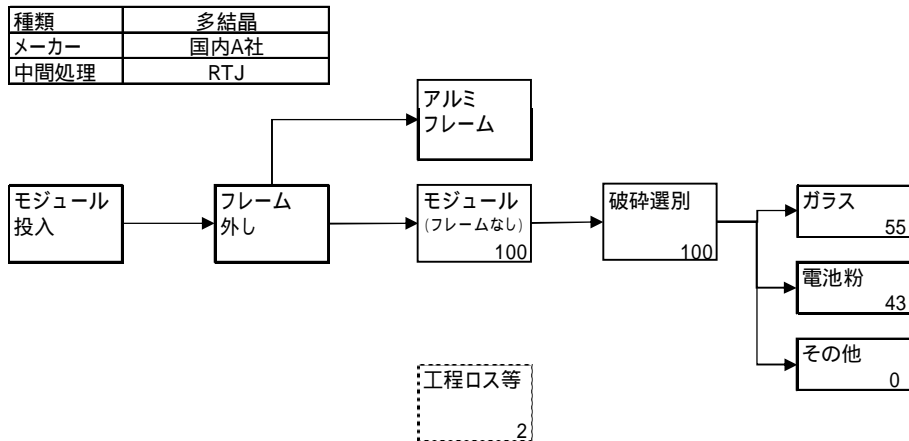 種類 多結晶
メーカー 国内A社
中間処理 RTJ
アルミ
フレーム
モジュール
投入
フレーム
外し
モジュール
(フレームなし)
100
破砕選別
100
ガラス
55
電池粉
43
その他
0
工程ロス等
2